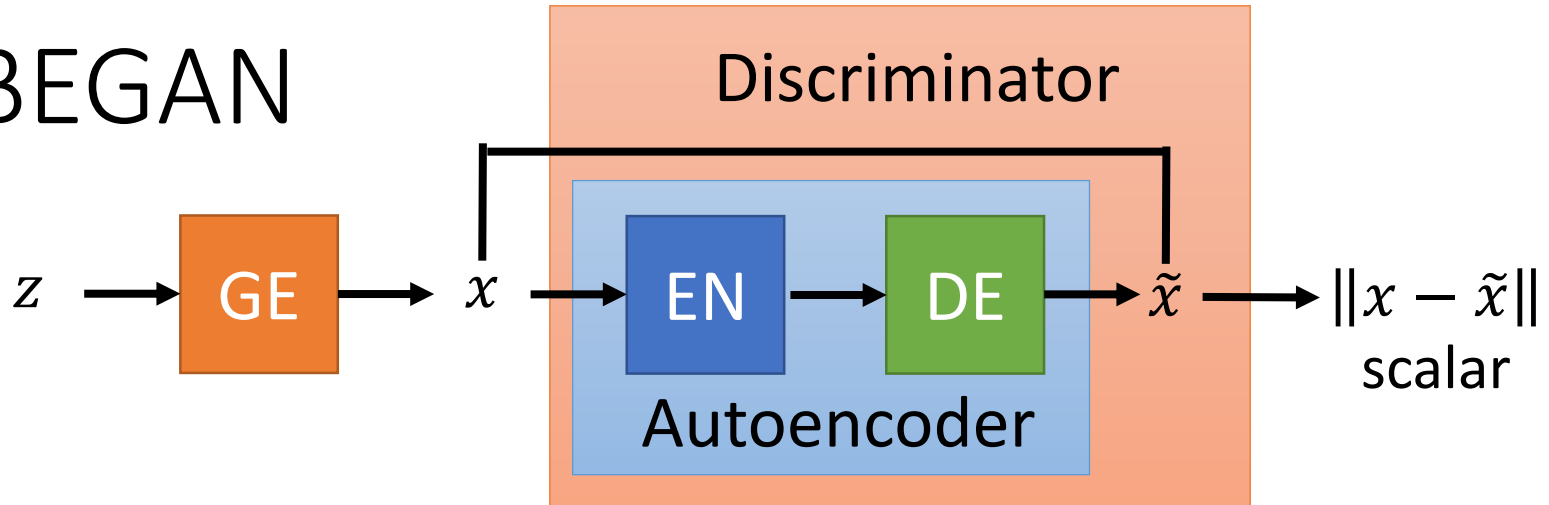 BEGAN
Discriminator
z
GE
x
EN
DE
x̃
‖x − x̃‖
scalar
Autoencoder